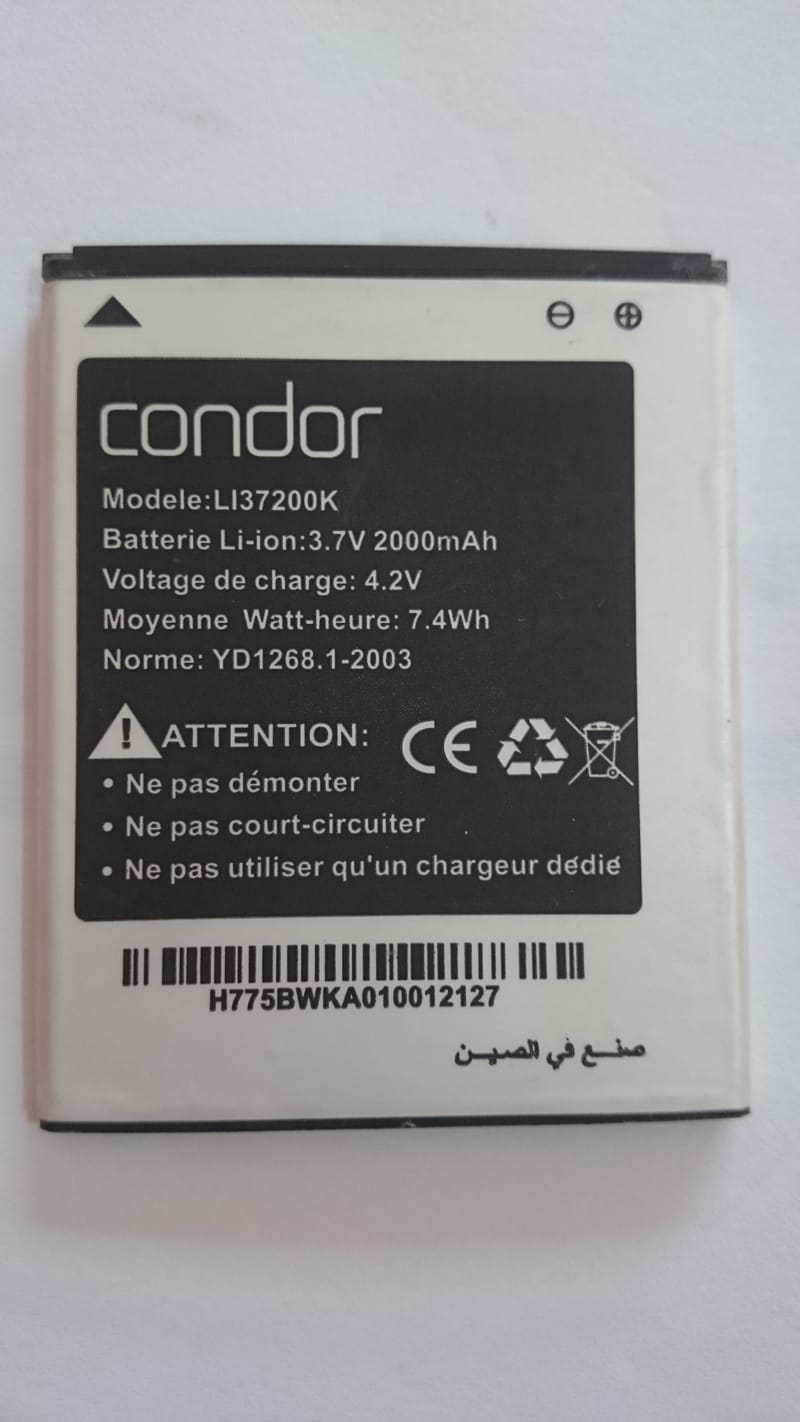 condor
Modele:LI37200K
Batterie Li-ion:3.7V 2000mAh
Voltage de charge: 4.2V
Moyenne Watt-heure: 7.4Wh
Norme: YD1268.1-2003
ATTENTION:
CE
• Ne pas démonter
• Ne pas court-circuiter
• Ne pas utiliser qu'un chargeur dédié
H775BWKA010012127
صنع في الصين